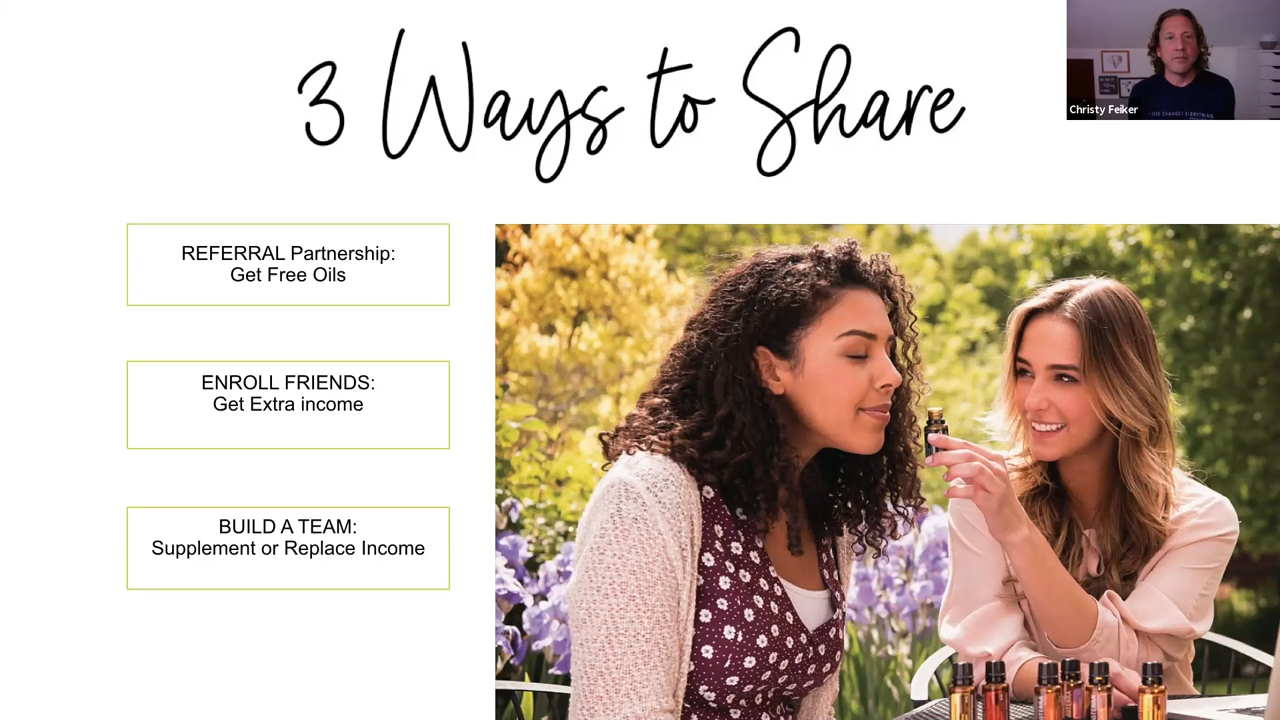 3 Ways to Share
Christy Feiker
REFERRAL Partnership:
Get Free Oils
ENROLL FRIENDS:
Get Extra income
BUILD A TEAM:
Supplement or Replace Income